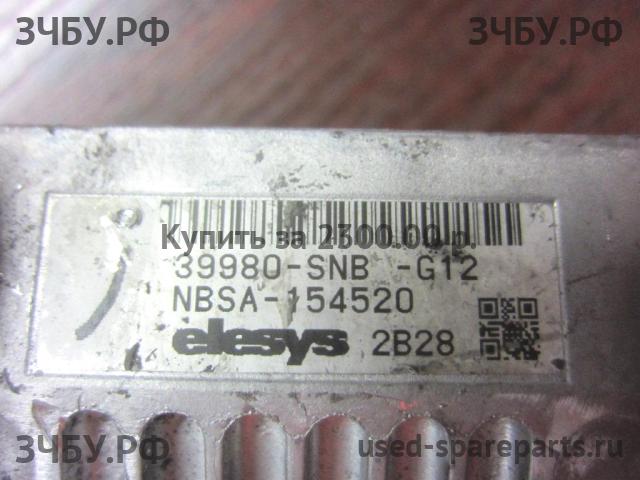 ЗЧБУ.РФ ЗЧБУ.РФ
Купить за 2300.00 р.
39980-SNB -G12
NBSA-154520
elesys 2B28
ЗЧБУ.РФ used-spareparts.ru